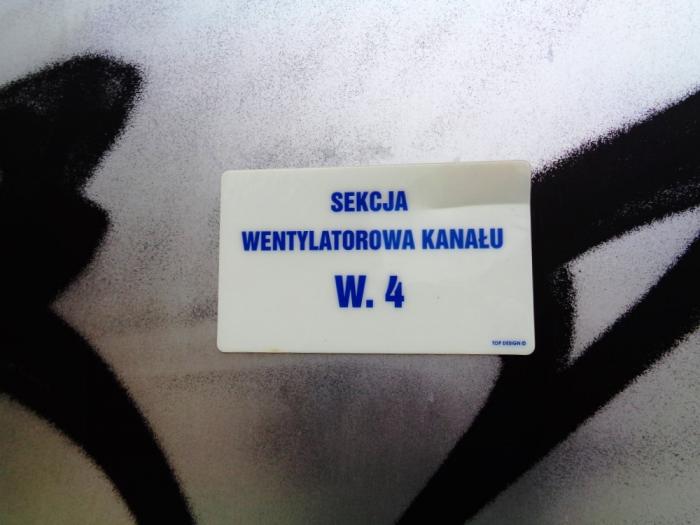 SEKCJA
WENTYLATOROWA KANAŁU
W. 4
TOP DESIGN ©